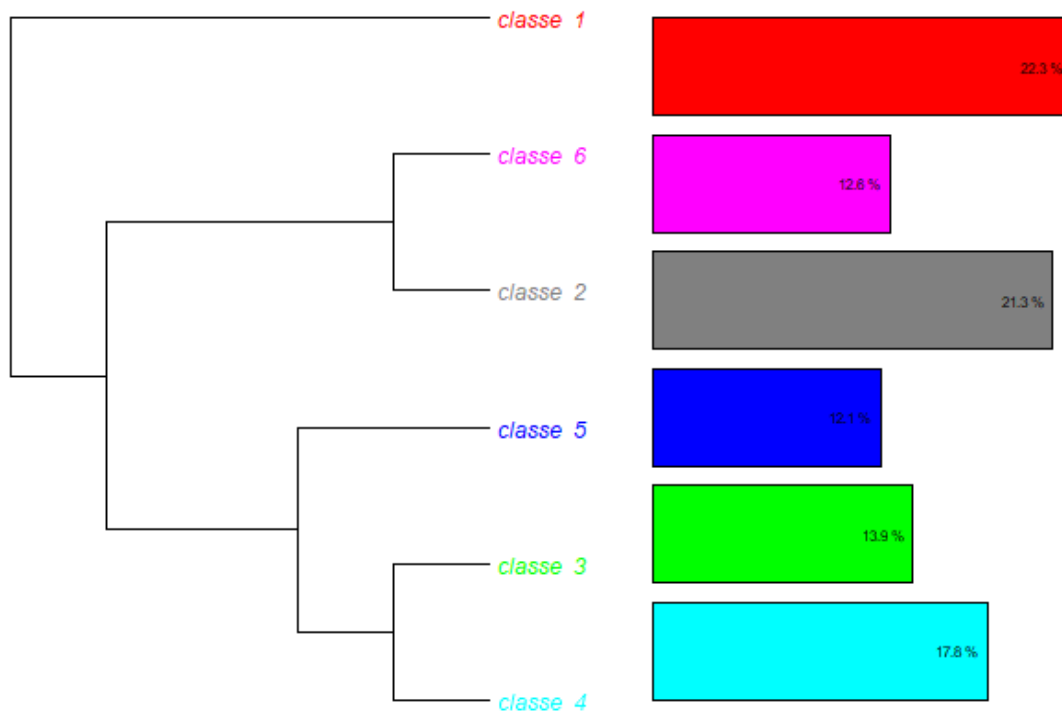 classe 1
22.3 %
classe 6
12.6 %
classe 2
21.3 %
classe 5
12.1 %
classe 3
13.9 %
classe 4
17.8 %